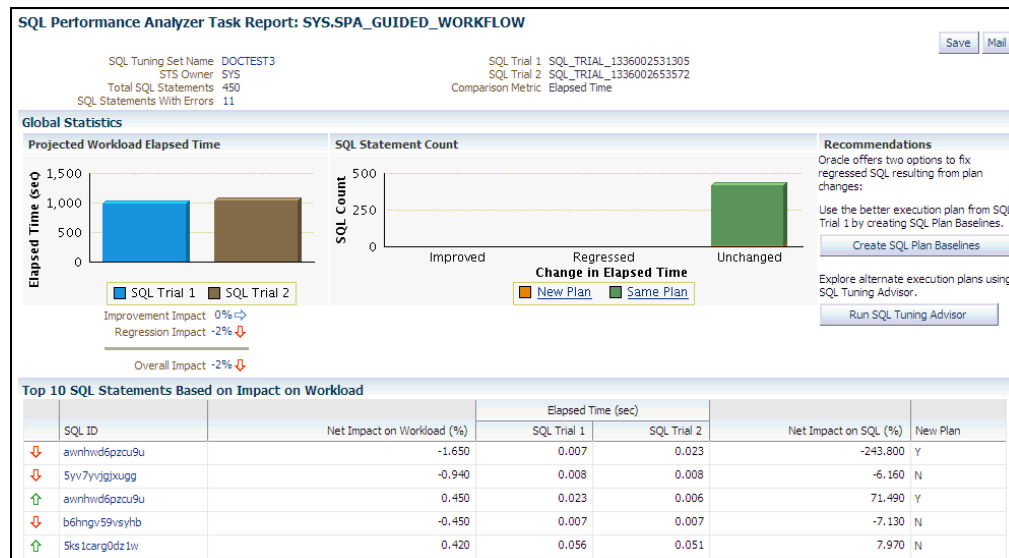 SQL Performance Analyzer Task Report: SYS.SPA_GUIDED_WORKFLOW
Save Mail
SQL Tuning Set Name DOCTEST3
STS Owner SYS
Total SQL Statements 450
SQL Statements With Errors 11
SQL Trial 1 SQL_TRIAL_1336002531305
SQL Trial 2 SQL_TRIAL_1336002653572
Comparison Metric Elapsed Time
Global Statistics
Projected Workload Elapsed Time
Elapsed Time (sec)
1,500
1,000
500
0
SQL Trial 1 SQL Trial 2
Improvement Impact 0%
Regression Impact -2%
Overall Impact -2%
SQL Statement Count
SQL Count
500
250
0
Improved Regressed Unchanged
Change in Elapsed Time
New Plan Same Plan
Recommendations
Oracle offers two options to fix
regressed SQL resulting from plan
changes:
Use the better execution plan from SQL
Trial 1 by creating SQL Plan Baselines.
Create SQL Plan Baselines
Explore alternate execution plans using
SQL Tuning Advisor.
Run SQL Tuning Advisor
Top 10 SQL Statements Based on Impact on Workload
Elapsed Time (sec)
SQL ID Net Impact on Workload (%) SQL Trial 1 SQL Trial 2 Net Impact on SQL (%) New Plan
awnhwd6pzcu9u -1.650 0.007 0.023 -243.800 Y
5yv7yvjgjxugg -0.940 0.008 0.008 -6.160 N
awnhwd6pzcu9u 0.450 0.023 0.006 71.490 Y
b6hngv59vsyhb -0.450 0.007 0.007 -7.130 N
5ks1carg0dz1w 0.420 0.056 0.051 7.970 N